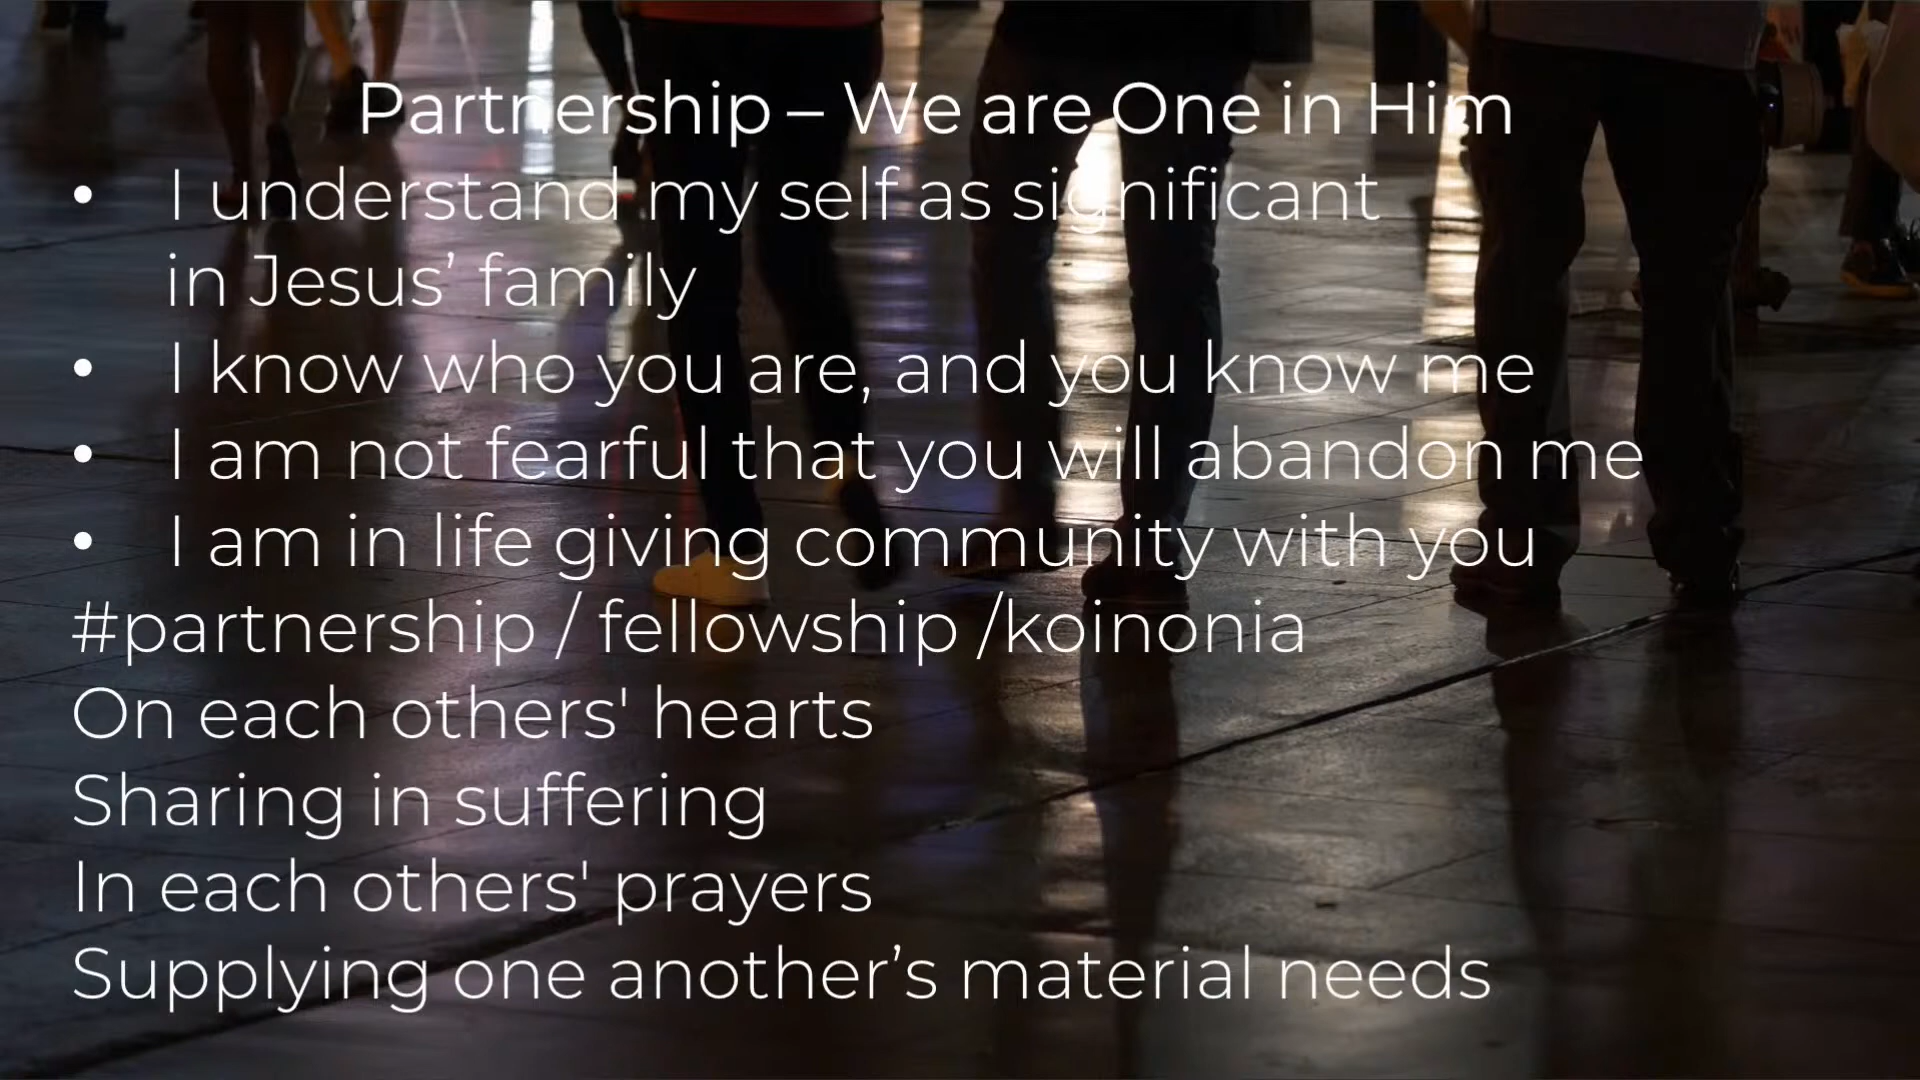 Partnership – We are One in Him
• I understand my self as significant
in Jesus’ family
• I know who you are, and you know me
• I am not fearful that you will abandon me
• I am in life giving community with you
#partnership / fellowship /koinonia
On each others' hearts
Sharing in suffering
In each others' prayers
Supplying one another’s material needs